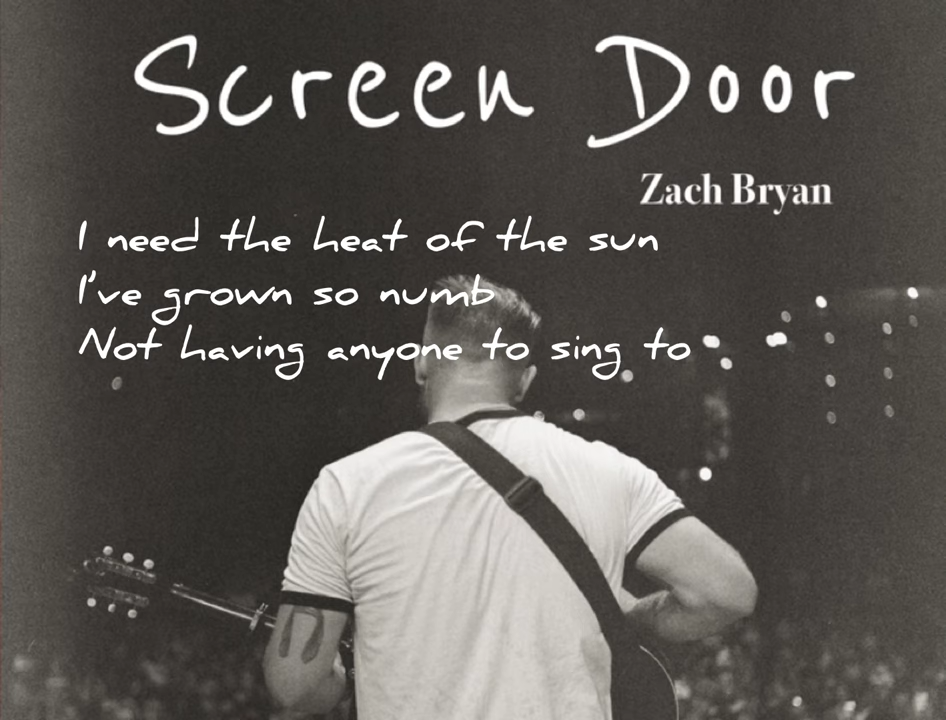 Screen Door
Zach Bryan
I need the heat of the sun
I've grown so numb
Not having anyone to sing to